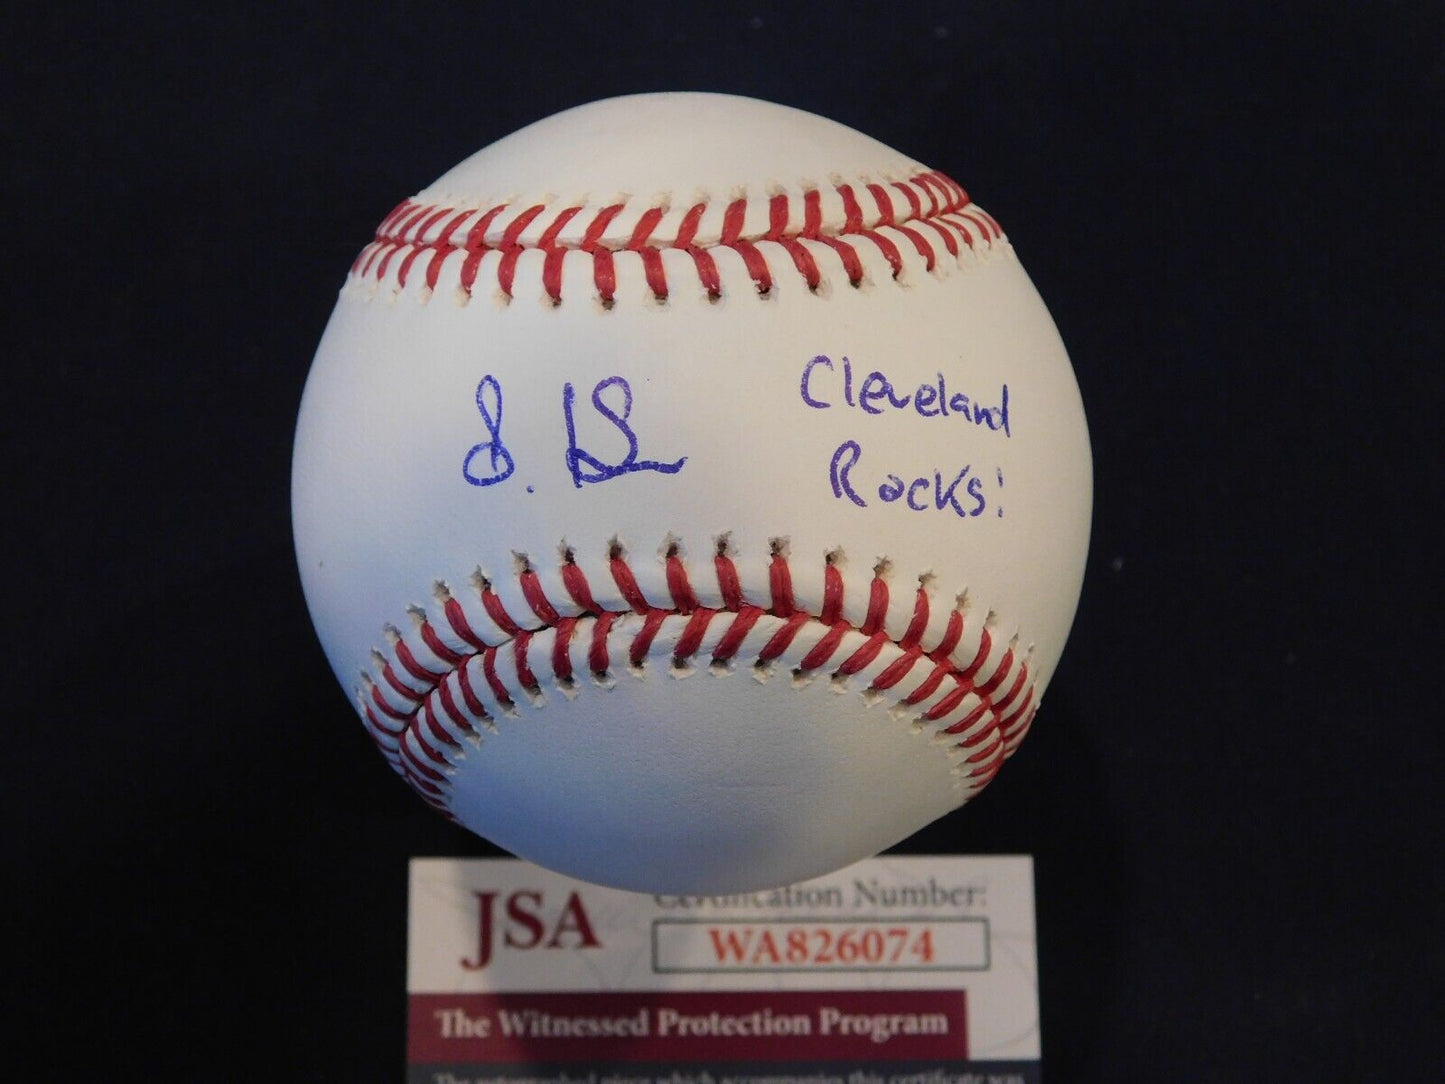 Cleveland
Rocks!
JSA
Certification Number:
WA826074
The Witnessed Protection Program